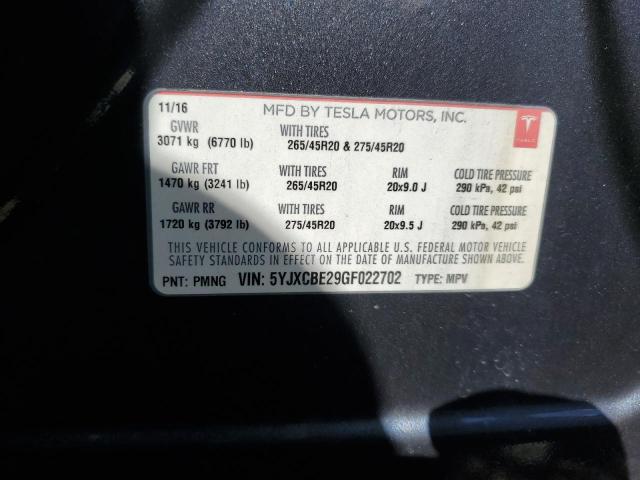 11/16 MFD BY TESLA MOTORS, INC.
GVWR WITH TIRES
3071 kg (6770 lb) 265/45R20 & 275/45R20
GAWR FRT WITH TIRES RIM COLD TIRE PRESSURE
1470 kg (3241 lb) 265/45R20 20x9.0 J 290 kPa, 42 psi
GAWR RR WITH TIRES RIM COLD TIRE PRESSURE
1720 kg (3792 lb) 275/45R20 20x9.5 J 290 kPa, 42 psi
THIS VEHICLE CONFORMS TO ALL APPLICABLE U.S. FEDERAL MOTOR VEHICLE
SAFETY STANDARDS IN EFFECT ON THE DATE OF MANUFACTURE SHOWN ABOVE.
PNT: PMNG VIN: 5YJXCBE29GF022702 TYPE: MPV
TESLA